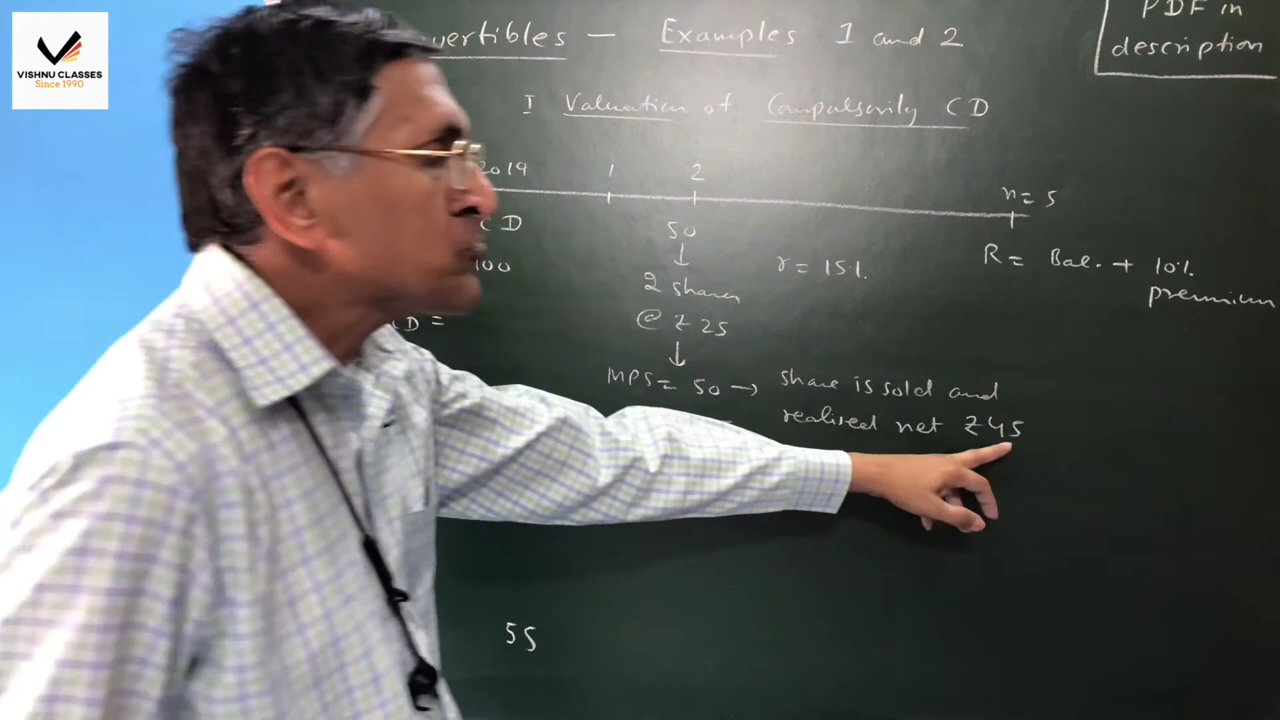 VISHNU CLASSES
Since 1990
vertibles — Examples 1 and 2
PDF in
description
I Valuation of Compulsorily CD
2019 1 2
n = 5
CD
100
D =
50
↓
2 shares
@ ₹ 25
↓
MPS = 50 → share is sold and
realised net ₹ 45
r = 15%.
R = Bal. + 10%
premium
55